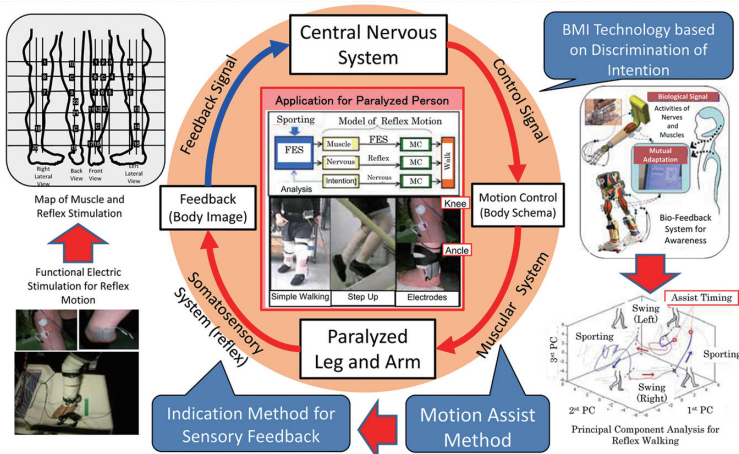 Central Nervous
System
BMI Technology based
on Discrimination of
Intention
Feedback Signal
Control Signal
Right
Lateral
View
Back
View
Front
View
Left
Lateral
View
Map of Muscle and
Reflex Stimulation
Functional Electric
Stimulation for Reflex
Motion
Application for Paralyzed Person
Sporting
Model of Reflex Motion
FES
Muscle
FES
MC
Nervous
Reflex
MC
Intention
Nervous
MC
Walk
Analysis
Knee
Ankle
Simple Walking
Step Up
Electrodes
Feedback
(Body Image)
Motion Control
(Body Schema)
Somatosensory
System (reflex)
Muscular System
Paralyzed
Leg and Arm
Indication Method for
Sensory Feedback
Motion Assist
Method
Biological Signal
Activities of
Nerves
and
Muscles
Mutual
Adaptation
Bio-Feedback
System for
Awareness
Assist Timing
Swing
(Left)
Sporting
Sporting
Swing
(Right)
3rd PC
2nd PC
1st PC
Principal Component Analysis for
Reflex Walking